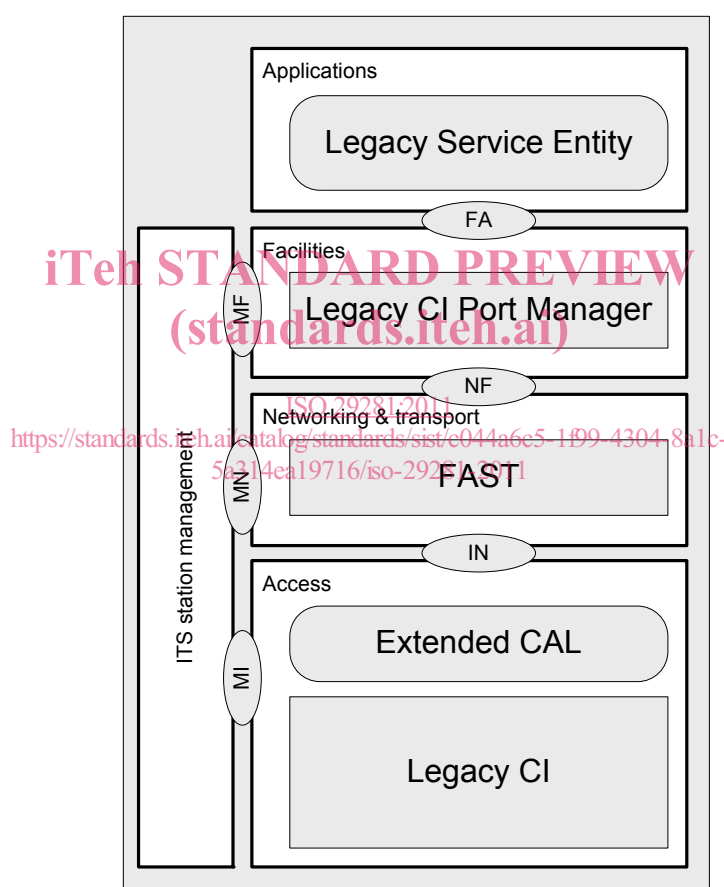 Applications
Legacy Service Entity
FA
iTeh STANDARD PREVIEW
Facilities
MF
Legacy CI Port Manager
(standards.iteh.ai)
NF
ISO 29281:2011
Networking & transport
https://standards.iteh.ai/catalog/standards/sist/c044a6c5-1f99-4304-8a1c-
5a314ea19716/iso-29281-2011
MN
FAST
ITS station management
IN
Access
Extended CAL
MI
Legacy CI